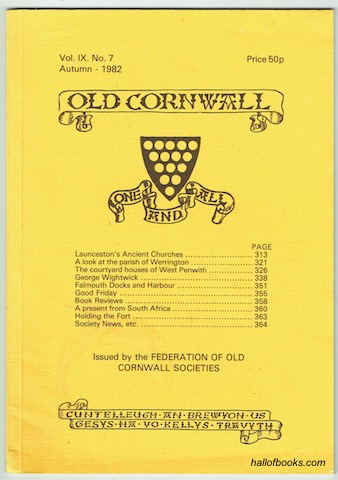 Vol. IX. No. 7
Price 50p
Autumn - 1982
OLD CORNWALL
ONE AND ALL
PAGE
Launceston's Ancient Churches ........................ 313
A look at the parish of Werrington ..................... 321
The courtyard houses of West Penwith .............. 326
George Wightwick ........................................ 338
Falmouth Docks and Harbour ......................... 351
Good Friday ............................................... 355
Book Reviews ............................................. 358
A present from South Africa ........................... 360
Holding the Fort .......................................... 363
Society News, etc. ....................................... 364
Issued by the FEDERATION OF OLD
CORNWALL SOCIETIES
CUNTELLEUGH·AN·BREWYON·US
GESYS·NA·VO·KELLYS·TRAVYTH
hallofbooks.com